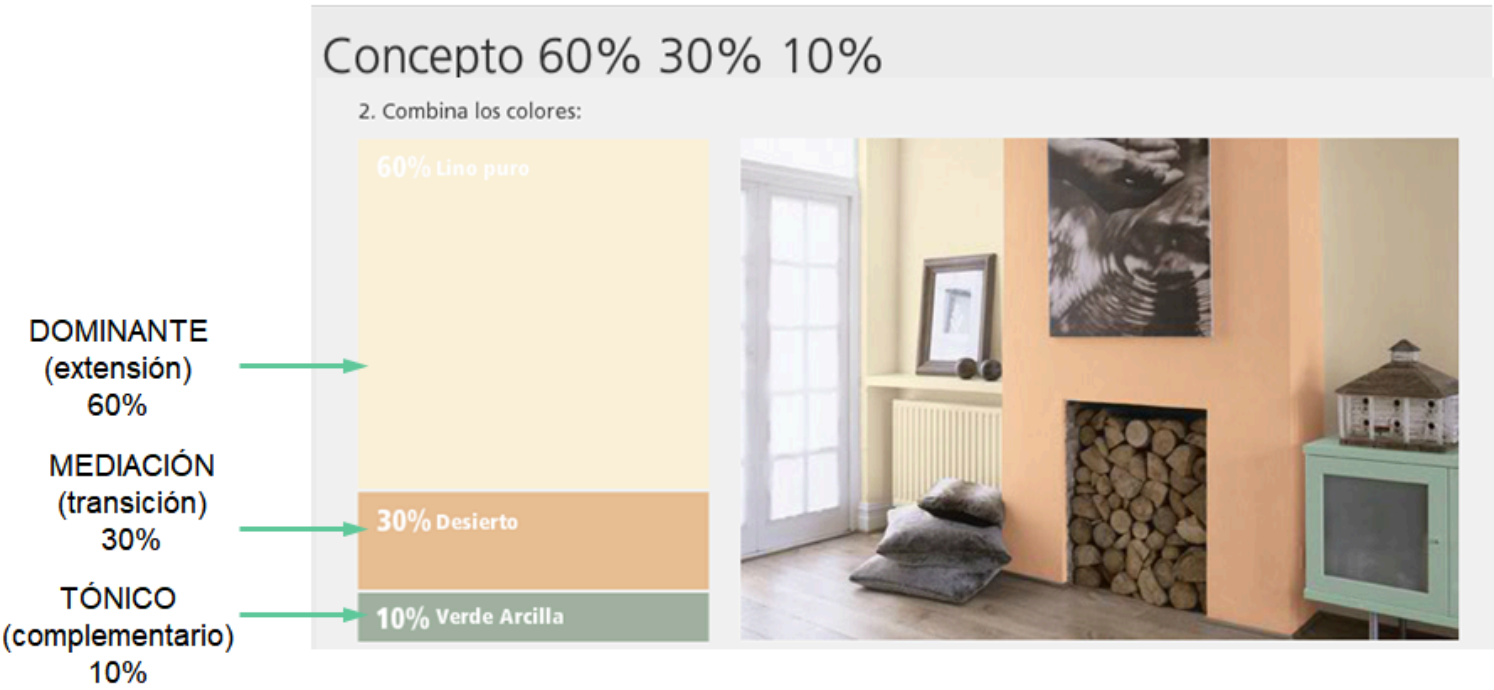 Concepto 60% 30% 10%
2. Combina los colores:
60% Lino puro
DOMINANTE
(extensión)
60%
MEDIACIÓN
(transición)
30%
30% Desierto
TÓNICO
(complementario)
10%
10% Verde Arcilla